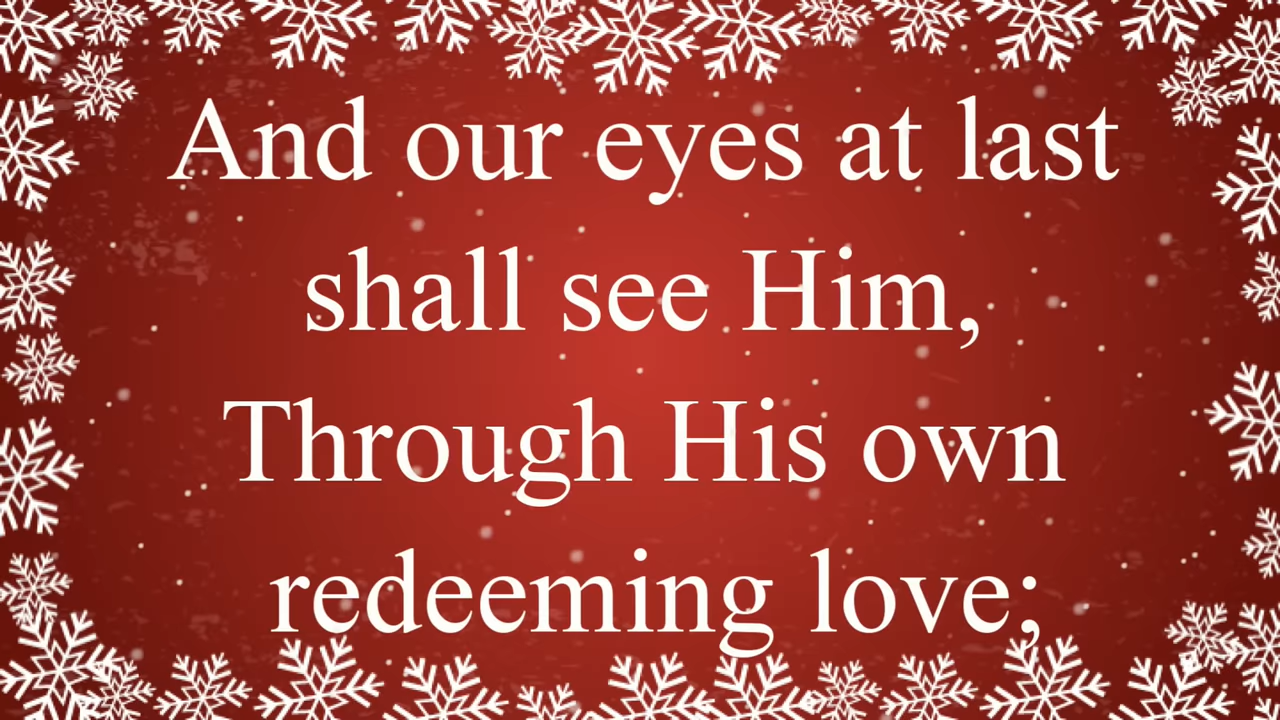 And our eyes at last
shall see Him,
Through His own
redeeming love;